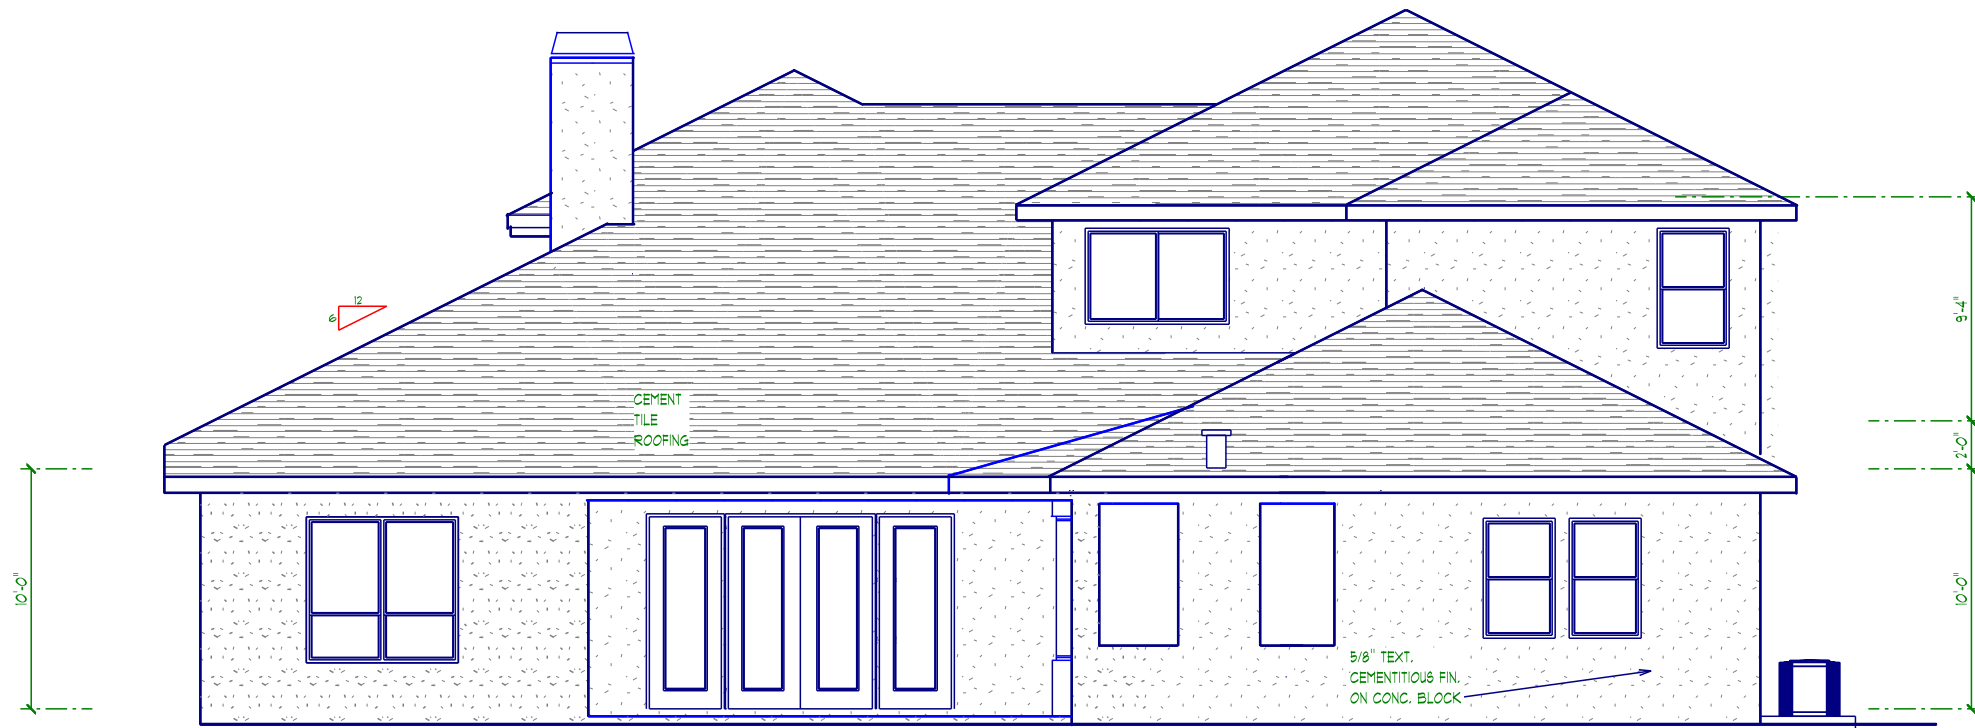 12
6
9'-4"
CEMENT
TILE
ROOFING
2'-0"
10'-0"
10'-0"
5/8" TEXT.
CEMENTITIOUS FIN.
ON CONC. BLOCK